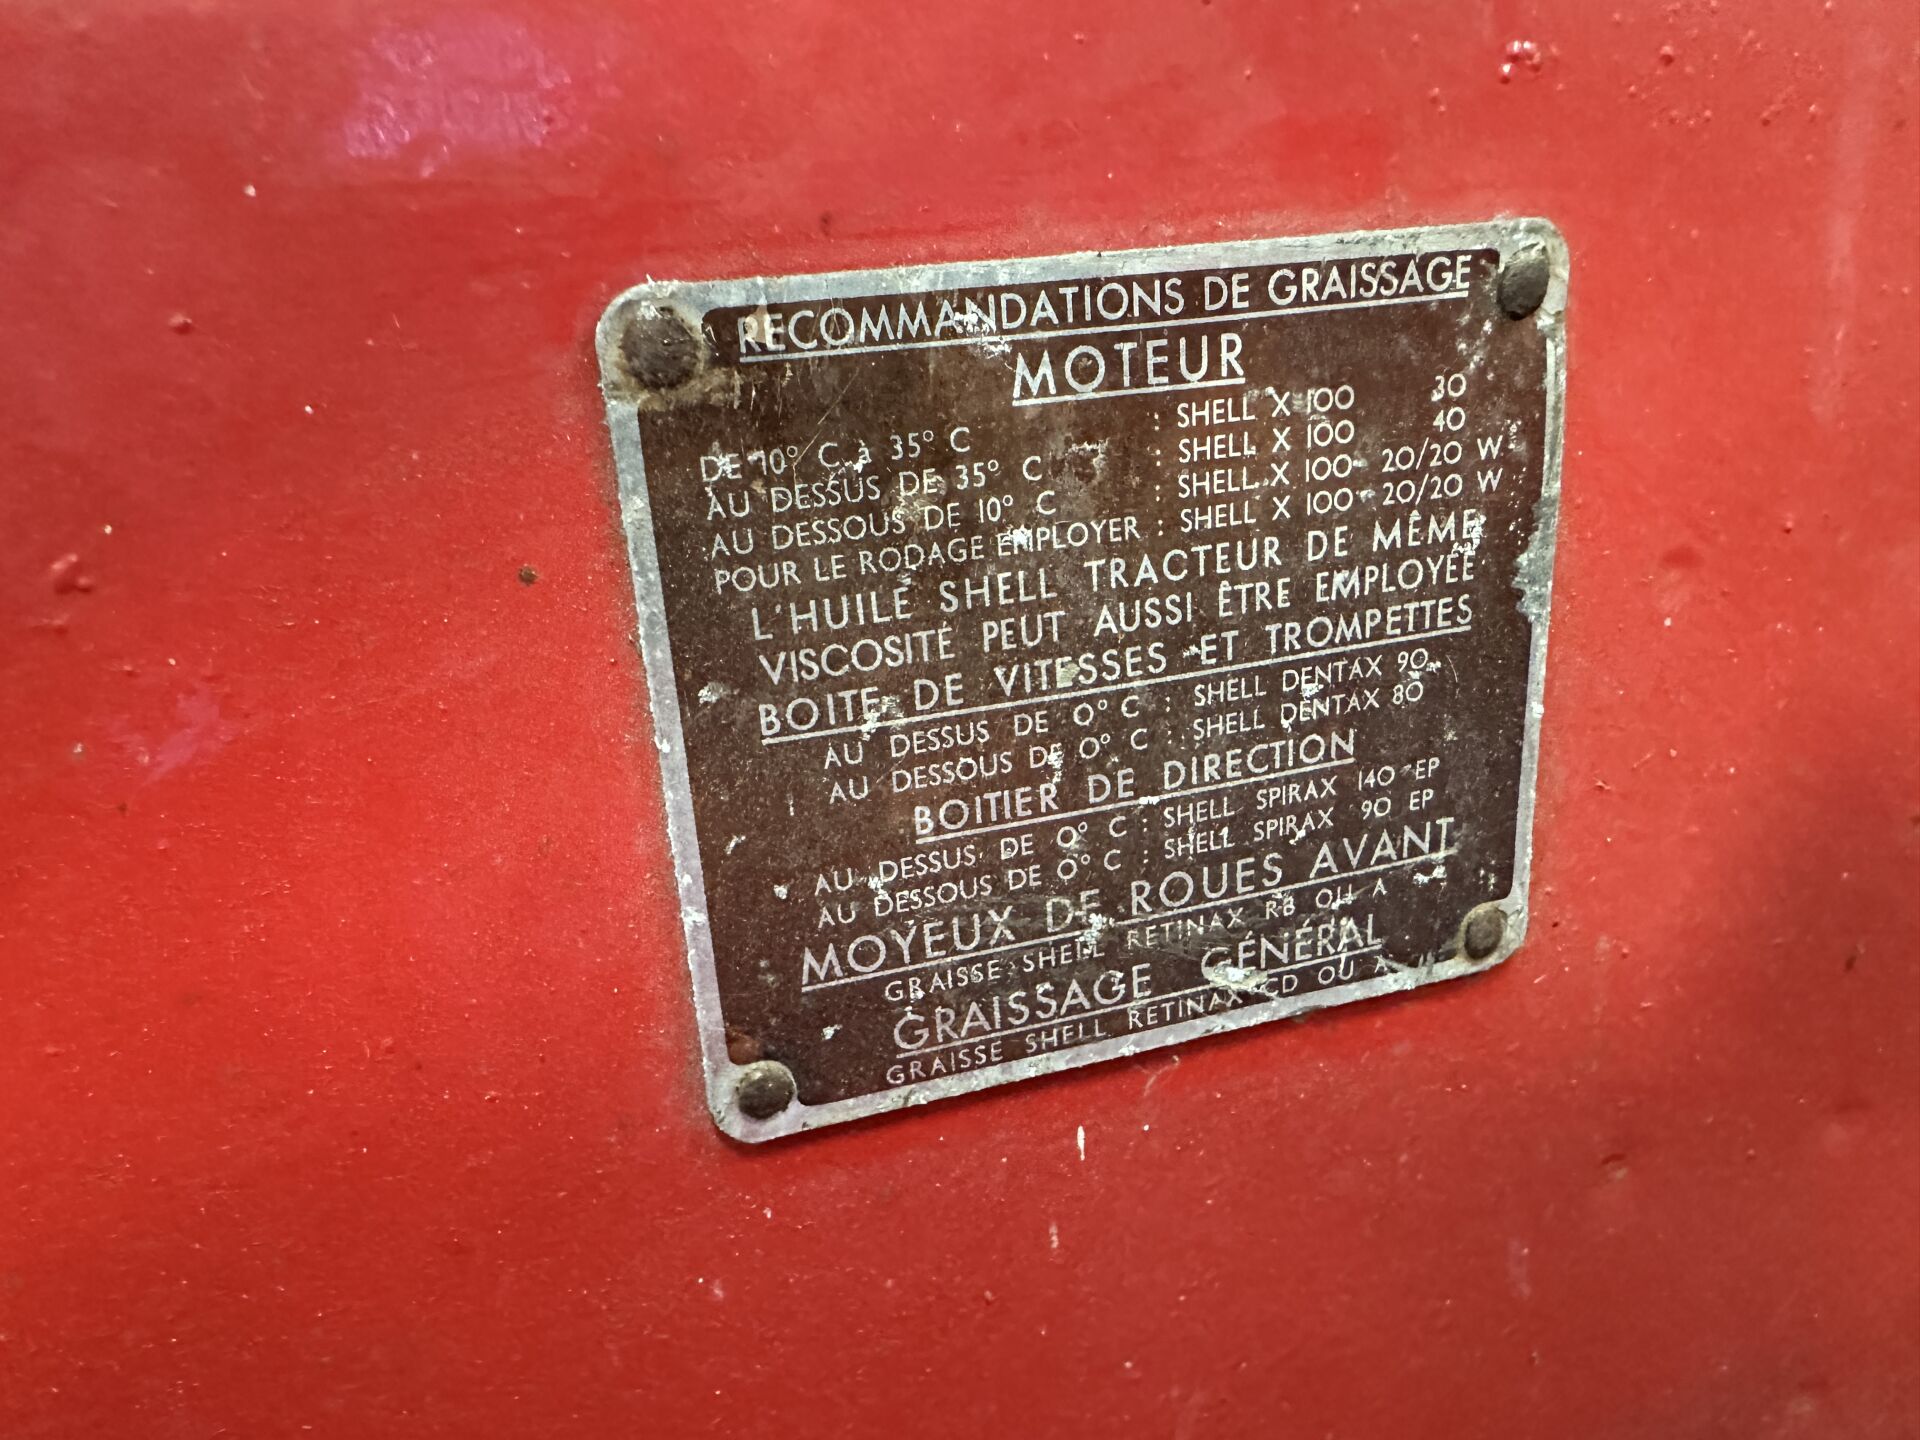 RECOMMANDATIONS DE GRAISSAGE
MOTEUR
DE 10° C à 35° C : SHELL X 100 30
AU DESSUS DE 35° C : SHELL X 100 40
AU DESSOUS DE 10° C : SHELL X 100 20/20 W
POUR LE RODAGE EMPLOYER : SHELL X 100 20/20 W
L'HUILE SHELL TRACTEUR DE MÊME
VISCOSITÉ PEUT AUSSI ÊTRE EMPLOYÉE
BOITE DE VITESSES ET TROMPETTES
AU DESSUS DE 0° C : SHELL DENTAX 90
AU DESSOUS DE 0° C : SHELL DENTAX 80
BOITIER DE DIRECTION
AU DESSUS DE 0° C : SHELL SPIRAX 140 EP
AU DESSOUS DE 0° C : SHELL SPIRAX 90 EP
MOYEUX DE ROUES AVANT
GRAISSE SHELL RETINAX RB OU A
GRAISSAGE GÉNÉRAL
GRAISSE SHELL RETINAX CD OU A